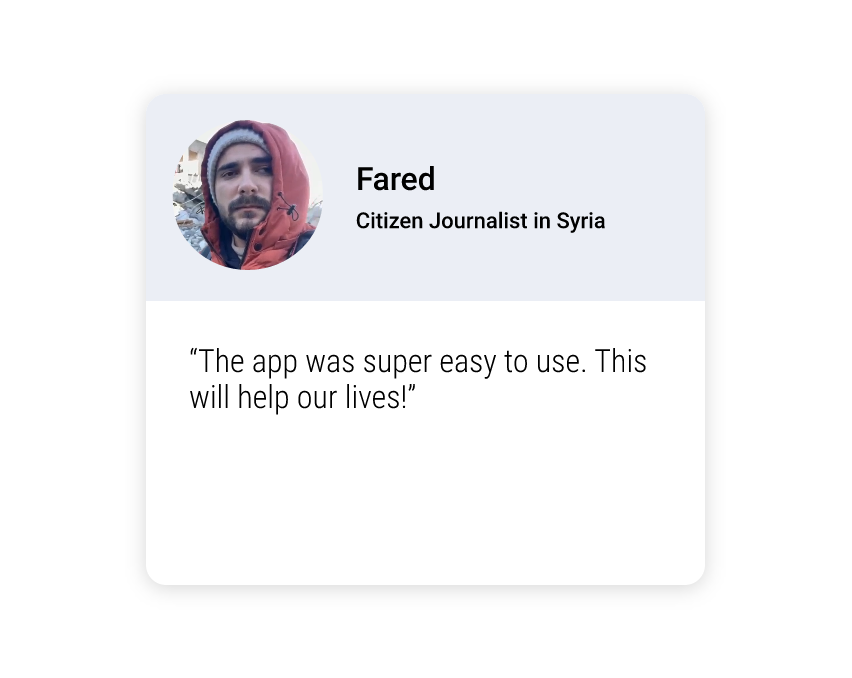 Fared
Citizen Journalist in Syria
“The app was super easy to use. This
will help our lives!”